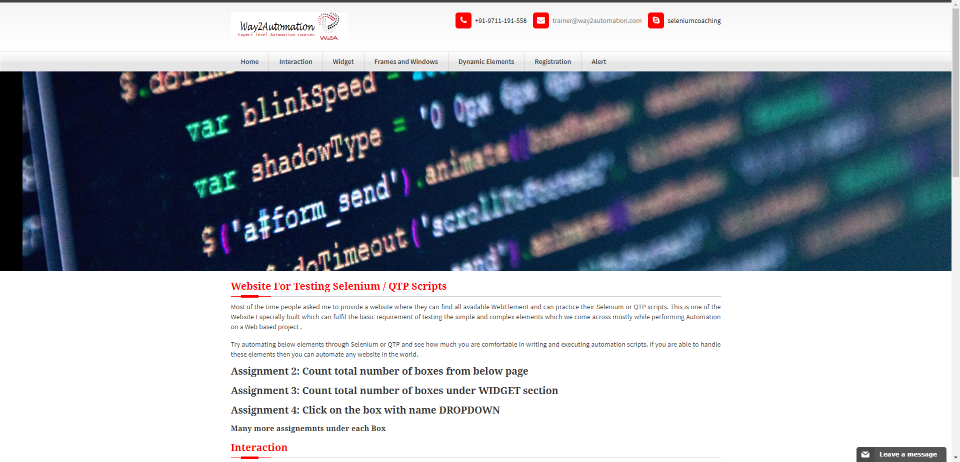 Way2Automation
Expert level Automation courses
W2A
+91-9711-191-558
trainer@way2automation.com
seleniumcoaching
Home
Interaction
Widget
Frames and Windows
Dynamic Elements
Registration
Alert
var blinkSpeed =
var shadowType = '0 0px 0px 0px
$('a#form_send').animate(
doTimeout('scroll
send')
Website For Testing Selenium / QTP Scripts
Most of the time people asked me to provide a website where they can find all available WebElement and can practice their Selenium or QTP scripts. This is one of the
Website I specially built which can fulfil the basic requirement of testing the simple and complex elements which we come across mostly while performing Automation
on a Web based project .
Try automating below elements through Selenium or QTP and see how much you are comfortable in writing and executing automation scripts. If you are able to handle
these elements then you can automate any website in the world.
Assignment 2: Count total number of boxes from below page
Assignment 3: Count total number of boxes under WIDGET section
Assignment 4: Click on the box with name DROPDOWN
Many more assignemnts under each Box
Interaction
Leave a message